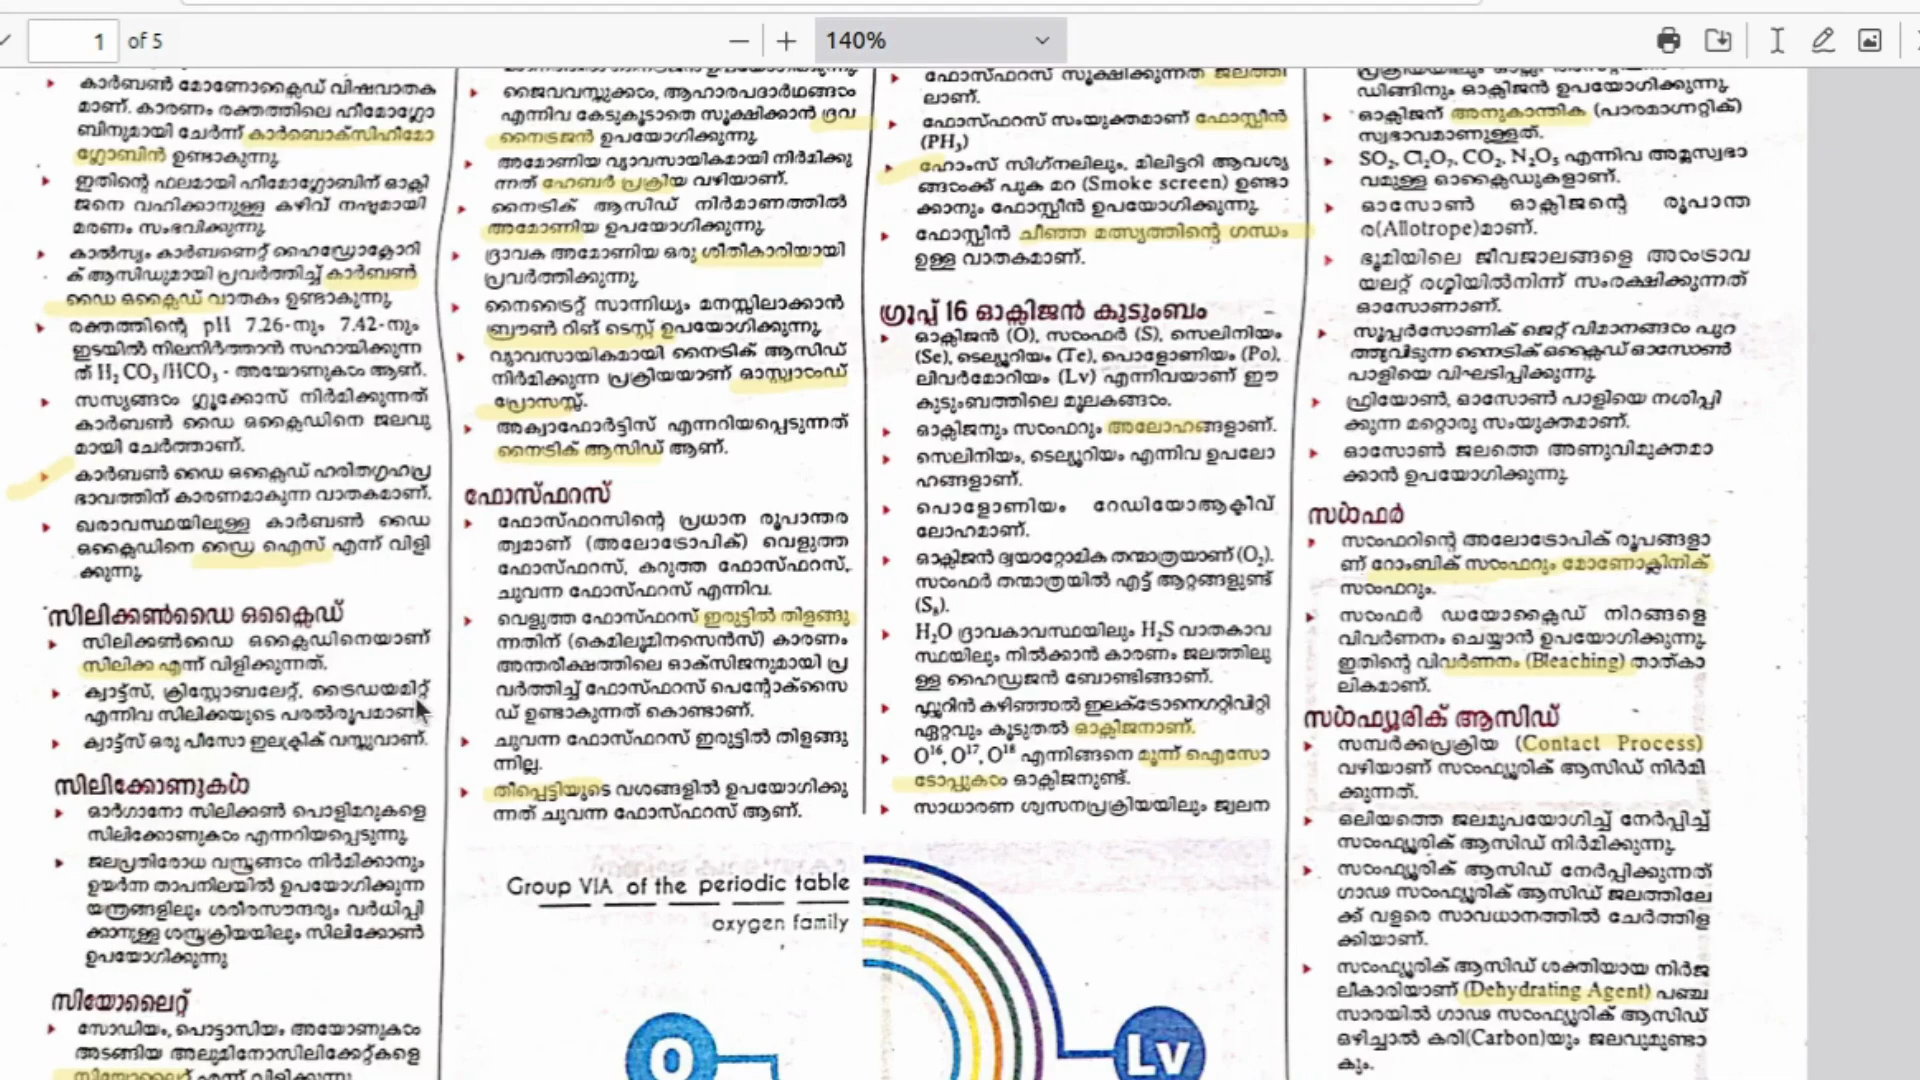 1 of 5
140%
കാർബൺ മോണോക്സൈഡ് വിഷവാതക
മാണ്. കാരണം രക്തത്തിലെ ഹീമോഗ്ലോ
ബിനുമായി ചേർന്ന് കാർബൊക്സിഹീമോ
ഗ്ലോബിൻ ഉണ്ടാകുന്നു.
ഇതിന്റെ ഫലമായി ഹീമോഗ്ലോബിന് ഓക്സി
ജനെ വഹിക്കാനുള്ള കഴിവ് നഷ്ടമായി
മരണം സംഭവിക്കുന്നു.
കാൽസ്യം കാർബണെറ്റ് ഹൈഡ്രോക്ലോറി
ക് ആസിഡുമായി പ്രവർത്തിച്ച് കാർബൺ
ഡൈ ഒക്സൈഡ് വാതകം ഉണ്ടാകുന്നു.
രക്തത്തിന്റെ pH 7.26-നും 7.42-നും
ഇടയിൽ നിലനിർത്താൻ സഹായിക്കുന്ന
ത് H₂ CO₃ /HCO₃ - അയോണുകൾ ആണ്.
സസ്യങ്ങൾ ഗ്ലൂക്കോസ് നിർമിക്കുന്നത്
കാർബൺ ഡൈ ഒക്സൈഡിനെ ജലവു
മായി ചേർത്താണ്.
കാർബൺ ഡൈ ഒക്സൈഡ് ഹരിതഗൃഹപ്ര
ഭാവത്തിന് കാരണമാകുന്ന വാതകമാണ്.
ഖരാവസ്ഥയിലുള്ള കാർബൺ ഡൈ
ഒക്സൈഡിനെ ഡ്രൈ ഐസ് എന്ന് വിളി
ക്കുന്നു.
സിലിക്കൺഡൈ ഒക്സൈഡ്
സിലിക്കൺഡൈ ഒക്സൈഡിനെയാണ്
സിലിക്ക എന്ന് വിളിക്കുന്നത്.
ക്വാർട്ട്സ്, ക്രിസ്റ്റോബലേറ്റ്, ട്രൈഡയമിറ്റ്
എന്നിവ സിലിക്കയുടെ പരൽരൂപമാണ്
ക്വാർട്ട്സ് ഒരു പീസോ ഇലക്ട്രിക് വസ്തുവാണ്.
സിലിക്കോണുകൾ
ഓർഗാനോ സിലിക്കൺ പൊളിമറുകളെ
സിലിക്കോണുകൾ എന്നറിയപ്പെടുന്നു.
ജലപ്രതിരോധ വസ്ത്രങ്ങൾ നിർമിക്കാനും
ഉയർന്ന താപനിലയിൽ ഉപയോഗിക്കുന്ന
യന്ത്രങ്ങളിലും ശരീരസൗന്ദര്യം വർധിപ്പി
ക്കാനുള്ള ശസ്ത്രക്രിയയിലും സിലിക്കോൺ
ഉപയോഗിക്കുന്നു
സിയോലൈറ്റ്
സോഡിയം, പൊട്ടാസിയം അയോണുകൾ
അടങ്ങിയ അലൂമിനോസിലിക്കേറ്റ്കളെ
സിയോലൈറ്റ് എന്ന് വിളിക്കുന്നു.
ജൈവവസ്തുക്കൾ, ആഹാരപദാർഥങ്ങൾ
എന്നിവ കേടുകൂടാതെ സൂക്ഷിക്കാൻ ദ്രവ
നൈട്രജൻ ഉപയോഗിക്കുന്നു.
അമോണിയ വ്യാവസായികമായി നിർമിക്കു
ന്നത് ഹേബർ പ്രക്രിയ വഴിയാണ്.
നൈട്രിക് ആസിഡ് നിർമാണത്തിൽ
അമോണിയ ഉപയോഗിക്കുന്നു.
ദ്രാവക അമോണിയ ഒരു ശീതികാരിയായി
പ്രവർത്തിക്കുന്നു.
നൈട്രൈറ്റ് സാന്നിധ്യം മനസ്സിലാക്കാൻ
ബ്രൗൺ റിങ് ടെസ്റ്റ് ഉപയോഗിക്കുന്നു.
വ്യാവസായികമായി നൈട്രിക് ആസിഡ്
നിർമിക്കുന്ന പ്രക്രിയയാണ് ഓസ്റ്റ്വാൾഡ്
പ്രോസസ്സ്.
അക്വാഫോർട്ടിസ് എന്നറിയപ്പെടുന്നത്
നൈട്രിക് ആസിഡ് ആണ്.
ഫോസ്ഫറസ്
ഫോസ്ഫറസിന്റെ പ്രധാന രൂപാന്തര
ത്വമാണ് (അലോട്രോപിക്) വെളുത്ത
ഫോസ്ഫറസ്, കറുത്ത ഫോസ്ഫറസ്,
ചുവന്ന ഫോസ്ഫറസ് എന്നിവ.
വെളുത്ത ഫോസ്ഫറസ് ഇരുട്ടിൽ തിളങ്ങു
ന്നതിന് (കെമിലൂമിനസെൻസ്) കാരണം
അന്തരീക്ഷത്തിലെ ഓക്സിജനുമായി പ്ര
വർത്തിച്ച് ഫോസ്ഫറസ് പെന്റോക്സൈ
ഡ് ഉണ്ടാകുന്നത് കൊണ്ടാണ്.
ചുവന്ന ഫോസ്ഫറസ് ഇരുട്ടിൽ തിളങ്ങു
ന്നില്ല.
തീപ്പെട്ടിയുടെ വശങ്ങളിൽ ഉപയോഗിക്കു
ന്നത് ചുവന്ന ഫോസ്ഫറസ് ആണ്.
Group VIA of the periodic table
oxygen family
O
Lv
ഫോസ്ഫറസ് സൂക്ഷിക്കുന്നത് ജലത്തി
ലാണ്.
ഫോസ്ഫറസ് സംയുക്തമാണ് ഫോസ്ഫീൻ
(PH₃)
ഹോംസ് സിഗ്നലിലും, മിലിട്ടറി ആവശ്യ
ങ്ങൾക്ക് പുക മറ (Smoke screen) ഉണ്ടാ
ക്കാനും ഫോസ്ഫീൻ ഉപയോഗിക്കുന്നു.
ഫോസ്ഫീൻ ചീഞ്ഞ മത്സ്യത്തിന്റെ ഗന്ധം
ഉള്ള വാതകമാണ്.
ഗ്രൂപ്പ് 16 ഓക്സിജൻ കുടുംബം
ഓക്സിജൻ (O), സൾഫർ (S), സെലിനിയം
(Se), ടെല്യൂറിയം (Te), പൊളോണിയം (Po),
ലിവർമോറിയം (Lv) എന്നിവയാണ് ഈ
കുടുംബത്തിലെ മൂലകങ്ങൾ.
ഓക്സിജനും സൾഫറും അലോഹങ്ങളാണ്.
സെലിനിയം, ടെല്യൂറിയം എന്നിവ ഉപലോ
ഹങ്ങളാണ്.
പൊളോണിയം റേഡിയോആക്ടീവ്
ലോഹമാണ്.
ഓക്സിജൻ ദ്വയാറ്റോമിക തന്മാത്രയാണ് (O₂).
സൾഫർ തന്മാത്രയിൽ എട്ട് ആറ്റങ്ങളുണ്ട്
(S₈).
H₂O ദ്രാവകാവസ്ഥയിലും H₂S വാതകാവ
സ്ഥയിലും നിൽക്കാൻ കാരണം ജലത്തിലു
ള്ള ഹൈഡ്രജൻ ബോണ്ടിങ്ങാണ്.
ഫ്ലൂറിൻ കഴിഞ്ഞാൽ ഇലക്ട്രോനെഗറ്റിവിറ്റി
ഏറ്റവും കൂടുതൽ ഓക്സിജനാണ്.
O¹⁶, O¹⁷, O¹⁸ എന്നിങ്ങനെ മൂന്ന് ഐസോ
ടോപ്പുകൾ ഓക്സിജനുണ്ട്.
സാധാരണ ശ്വസനപ്രക്രിയയിലും ജ്വലന
ഡിങ്ങിനും ഓക്സിജൻ ഉപയോഗിക്കുന്നു.
ഓക്സിജന് അനുകാന്തിക (പാരമാഗ്നറ്റിക്)
സ്വഭാവമാണുള്ളത്.
SO₂, Cl₂O₇, CO₂, N₂O₅ എന്നിവ അമ്ലസ്വഭാ
വമുള്ള ഓക്സൈഡുകളാണ്.
ഓസോൺ ഓക്സിജന്റെ രൂപാന്ത
ര(Allotrope)മാണ്.
ഭൂമിയിലെ ജീവജാലങ്ങളെ അൾട്രാവ
യലറ്റ് രശ്മിയിൽനിന്ന് സംരക്ഷിക്കുന്നത്
ഓസോണാണ്.
സൂപ്പർസോണിക് ജെറ്റ് വിമാനങ്ങൾ പുറ
ത്തുവിടുന്ന നൈട്രിക് ഒക്സൈഡ് ഓസോൺ
പാളിയെ വിഘടിപ്പിക്കുന്നു.
ഫ്രിയോൺ, ഓസോൺ പാളിയെ നശിപ്പി
ക്കുന്ന മറ്റൊരു സംയുക്തമാണ്.
ഓസോൺ ജലത്തെ അണുവിമുക്തമാ
ക്കാൻ ഉപയോഗിക്കുന്നു.
സൾഫർ
സൾഫറിന്റെ അലോട്രോപിക് രൂപങ്ങളാ
ണ് റോംബിക് സൾഫറും മോണോക്ലിനിക്
സൾഫറും.
സൾഫർ ഡയോക്സൈഡ് നിറങ്ങളെ
വിവർണനം ചെയ്യാൻ ഉപയോഗിക്കുന്നു.
ഇതിന്റെ വിവർണനം (Bleaching) താത്കാ
ലികമാണ്.
സൾഫ്യൂരിക് ആസിഡ്
സമ്പർക്കപ്രക്രിയ (Contact Process)
വഴിയാണ് സൾഫ്യൂരിക് ആസിഡ് നിർമി
ക്കുന്നത്.
ഒലിയത്തെ ജലമുപയോഗിച്ച് നേർപ്പിച്ച്
സൾഫ്യൂരിക് ആസിഡ് നിർമിക്കുന്നു.
സൾഫ്യൂരിക് ആസിഡ് നേർപ്പിക്കുന്നത്
ഗാഢ സൾഫ്യൂരിക് ആസിഡ് ജലത്തിലേ
ക്ക് വളരെ സാവധാനത്തിൽ ചേർത്തിള
ക്കിയാണ്.
സൾഫ്യൂരിക് ആസിഡ് ശക്തിയായ നിർജ
ലീകാരിയാണ് (Dehydrating Agent) പഞ്ച
സാരയിൽ ഗാഢ സൾഫ്യൂരിക് ആസിഡ്
ഒഴിച്ചാൽ കരി(Carbon)യും ജലവുമുണ്ടാ
കും.